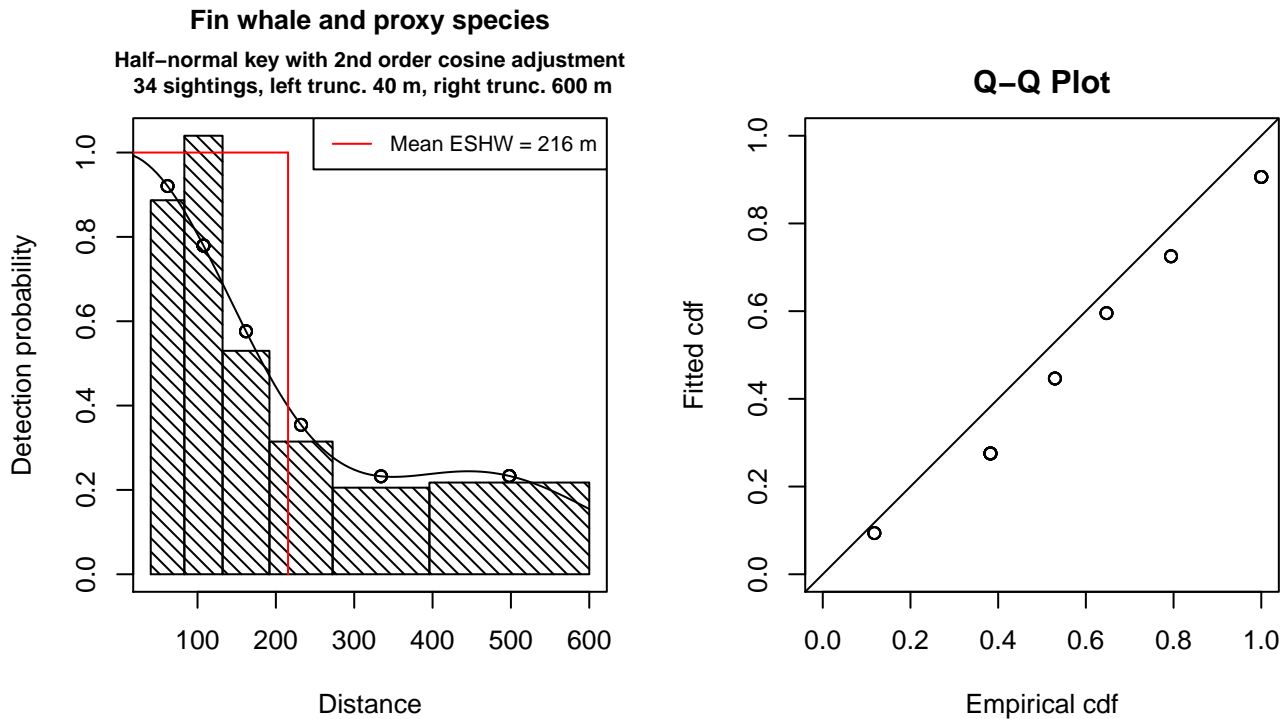 Fin whale and proxy species
Half−normal key with 2nd order cosine adjustment
34 sightings, left trunc. 40 m, right trunc. 600 m
Mean ESHW = 216 m
Detection probability
0.0 0.2 0.4 0.6 0.8 1.0
100 200 300 400 500 600
Distance
Q−Q Plot
Fitted cdf
0.0 0.2 0.4 0.6 0.8 1.0
0.0 0.2 0.4 0.6 0.8 1.0
Empirical cdf